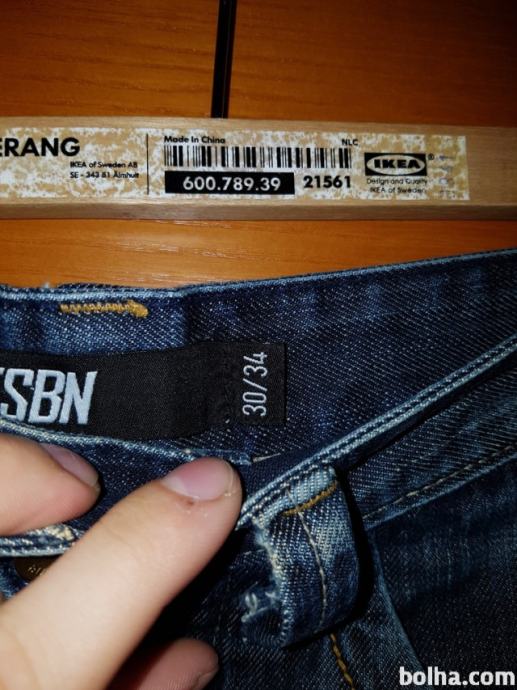 ERANG
IKEA of Sweden AB
SE - 343 81 Älmhult
Made in China
NLC
600.789.39
21561
IKEA®
Design and Quality
IKEA of Sweden
FSBN
30/34
bolha.com